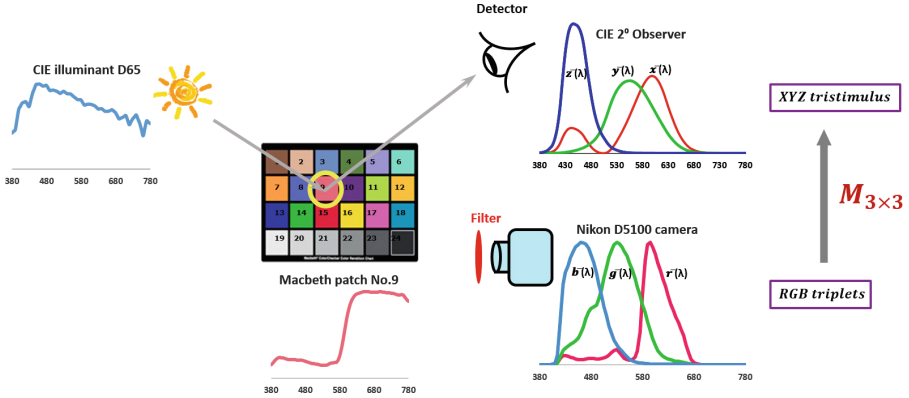 CIE illuminant D65
380 480 580 680 780
Detector
CIE 2⁰ Observer
z̄(λ) ȳ(λ) x̄(λ)
380 430 480 530 580 630 680 730 780
XYZ tristimulus
M3×3
RGB triplets
2 3 4 5 6
7 8 9 10 11 12
13 14 15 16 17 18
19 20 21 22 23 24
Macbeth patch No.9
380 480 580 680 780
Filter
Nikon D5100 camera
b̄(λ) ḡ(λ) r̄(λ)
380 480 580 680 780